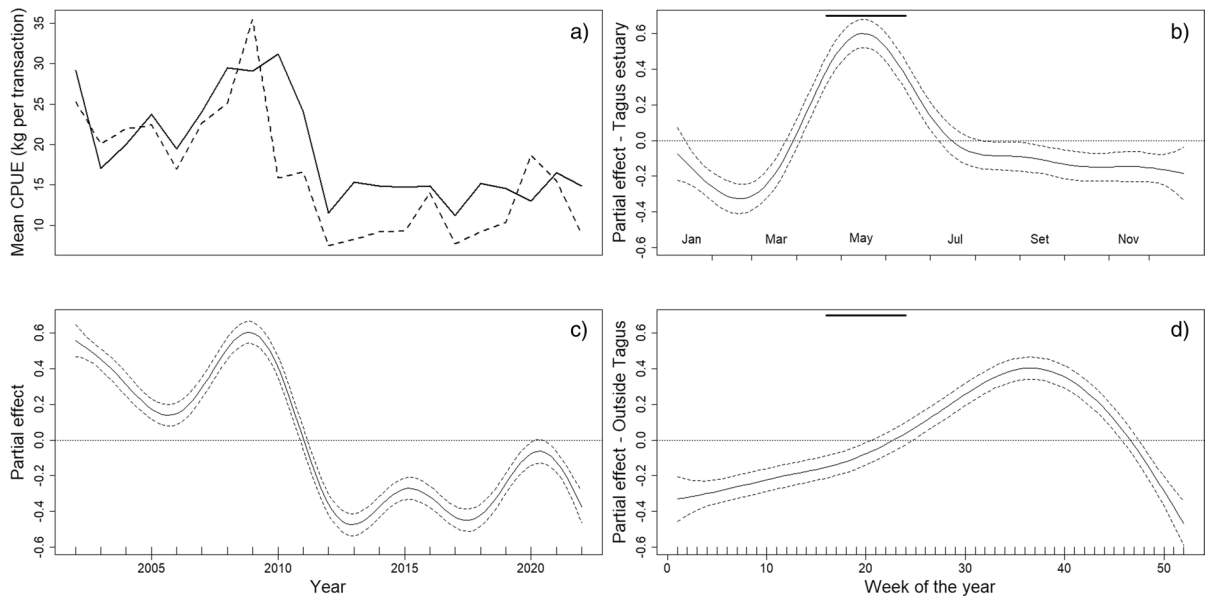 a)
Mean CPUE (kg per transaction)
35
30
25
20
15
10
b)
Partial effect - Tagus estuary
0.6
0.4
0.2
0.0
-0.2
-0.4
-0.6
Jan Mar May Jul Set Nov
c)
Partial effect
0.6
0.4
0.2
0.0
-0.2
-0.4
-0.6
2005 2010 2015 2020
Year
d)
Partial effect - Outside Tagus
0.6
0.4
0.2
0.0
-0.2
-0.4
-0.6
0 10 20 30 40 50
Week of the year